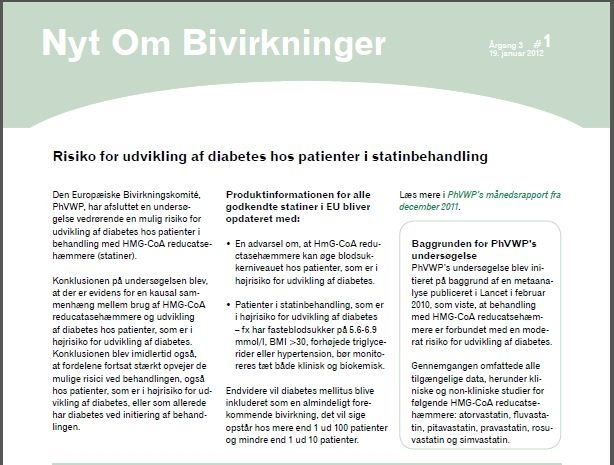 Nyt Om Bivirkninger
Årgang 3 #1
19. januar 2012
Risiko for udvikling af diabetes hos patienter i statinbehandling
Den Europæiske Bivirkningskomité,
PhVWP, har afsluttet en undersø-
gelse vedrørende en mulig risiko for
udvikling af diabetes hos patienter i
behandling med HMG-CoA reducatse-
hæmmere (statiner).
Konklusionen på undersøgelsen blev,
at der er evidens for en kausal sam-
menhæng mellem brug af HMG-CoA
reducatasehæmmere og udvikling
af diabetes hos patienter, som er i
højrisiko for udvikling af diabetes.
Konklusionen blev imidlertid også,
at fordelene fortsat stærkt opvejer de
mulige risici ved behandlingen, også
hos patienter, som er i højrisiko for ud-
vikling af diabetes, eller som allerede
har diabetes ved initiering af behand-
lingen.
Produktinformationen for alle
godkendte statiner i EU bliver
opdateret med:
• En advarsel om, at HmG-CoA redu-
ctasehæmmere kan øge blodsuk-
kerniveauet hos patienter, som er i
højrisiko for udvikling af diabetes.
• Patienter i statinbehandling, som er
i højrisiko for udvikling af diabetes
– fx har fasteblodsukker på 5.6-6.9
mmol/l, BMI >30, forhøjede triglyce-
rider eller hypertension, bør monito-
reres tæt både klinisk og biokemisk.
Endvidere vil diabetes mellitus blive
inkluderet som en almindeligt fore-
kommende bivirkning, det vil sige
opstår hos mere end 1 ud 100 patienter
og mindre end 1 ud 10 patienter.
Læs mere i PhVWP's månedsrapport fra
december 2011.
Baggrunden for PhVWP's
undersøgelse
PhVWP's undersøgelse blev ini-
tieret på baggrund af en metaana-
lyse publiceret i Lancet i februar
2010, som viste, at behandling
med HMG-CoA reducatsehæm-
mere er forbundet med en mode-
rat risiko for udvikling af diabetes.
Gennemgangen omfattede alle
tilgængelige data, herunder kli-
niske og non-kliniske studier for
følgende HMG-CoA reducatse-
hæmmere: atorvastatin, fluvasta-
tin, pitavastatin, pravastatin, rosu-
vastatin og simvastatin.